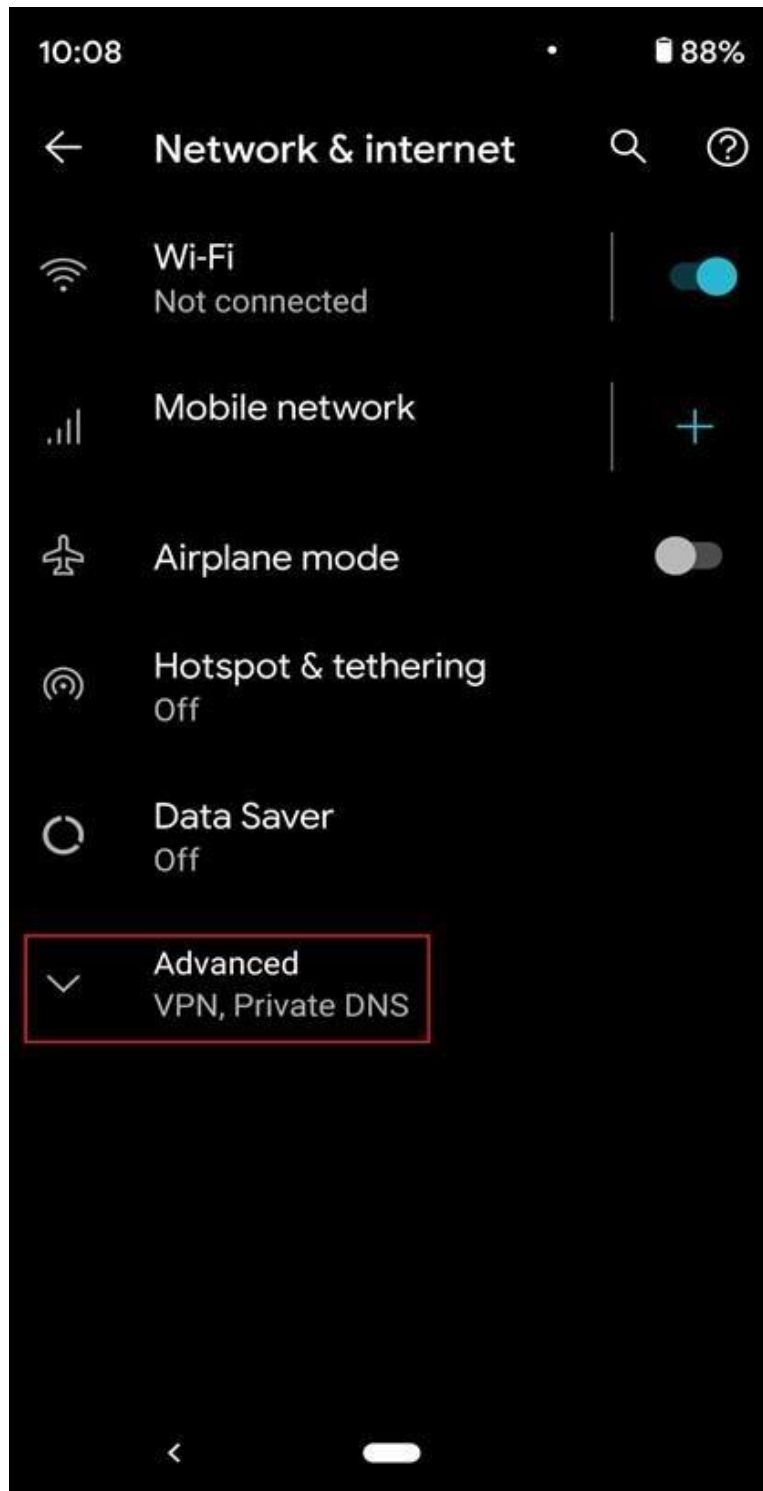 10:08 88%
Network & internet
Wi-Fi
Not connected
Mobile network
Airplane mode
Hotspot & tethering
Off
Data Saver
Off
Advanced
VPN, Private DNS